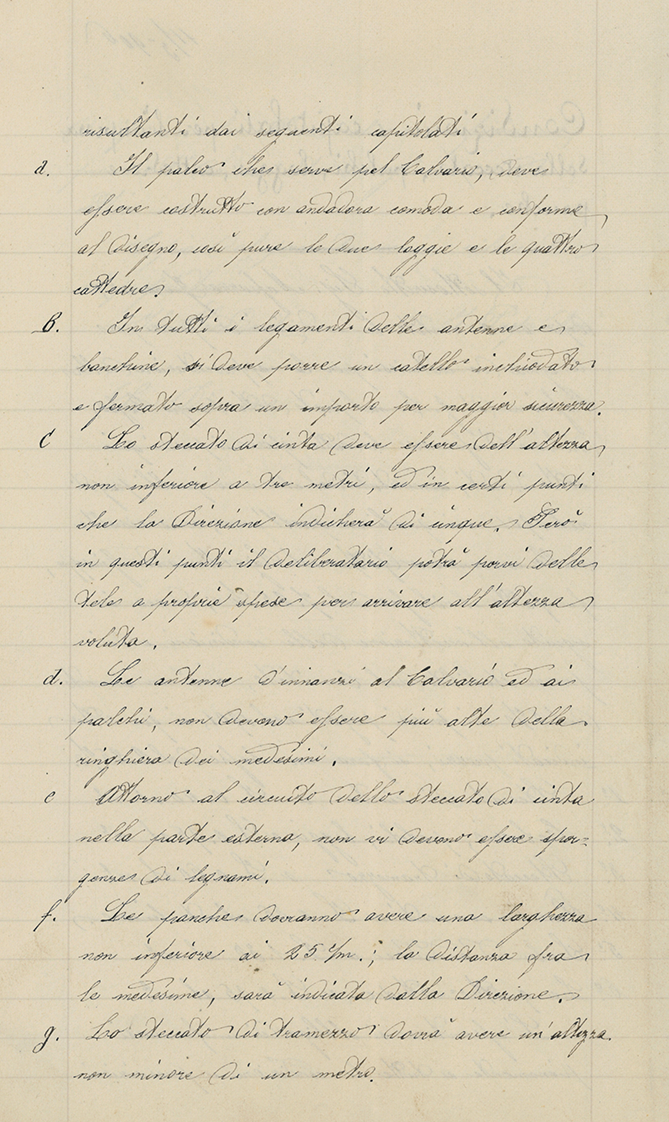 risultanti dai seguenti capitolati
a. Il palco che serve pel Calvario, deve
essere costrutto con andadora comoda e conforme
al disegno, così pure le due loggie e le quattro
cattedre.
B. In tutti i legamenti delle antenne e
banchine, si deve porre un catello inchiodato
e fermato sopra un importo per maggior sicurezza.
C Lo steccato di cinta deve essere dell'altezza
non inferiore a tre metri, ed in certi punti
che la Direzione indicherà di cinque. Però
in questi punti il deliberatario potrà porvi delle
tele a proprie spese per arrivare all'altezza
voluta.
d. Le antenne d'innanzi al Calvario ed ai
palchi, non devono essere più alte della
ringhiera dei medesimi.
e Attorno al circuito dello steccato di cinta
nella parte esterna, non vi devono essere spor=
genze di legnami.
f. Le panche dovranno avere una larghezza
non inferiore ai 25 c/m.; la distanza fra
le medesime, sarà indicata dalla Direzione.
g. Lo steccato di tramezzo dovrà avere un'altezza
non minore di un metro.